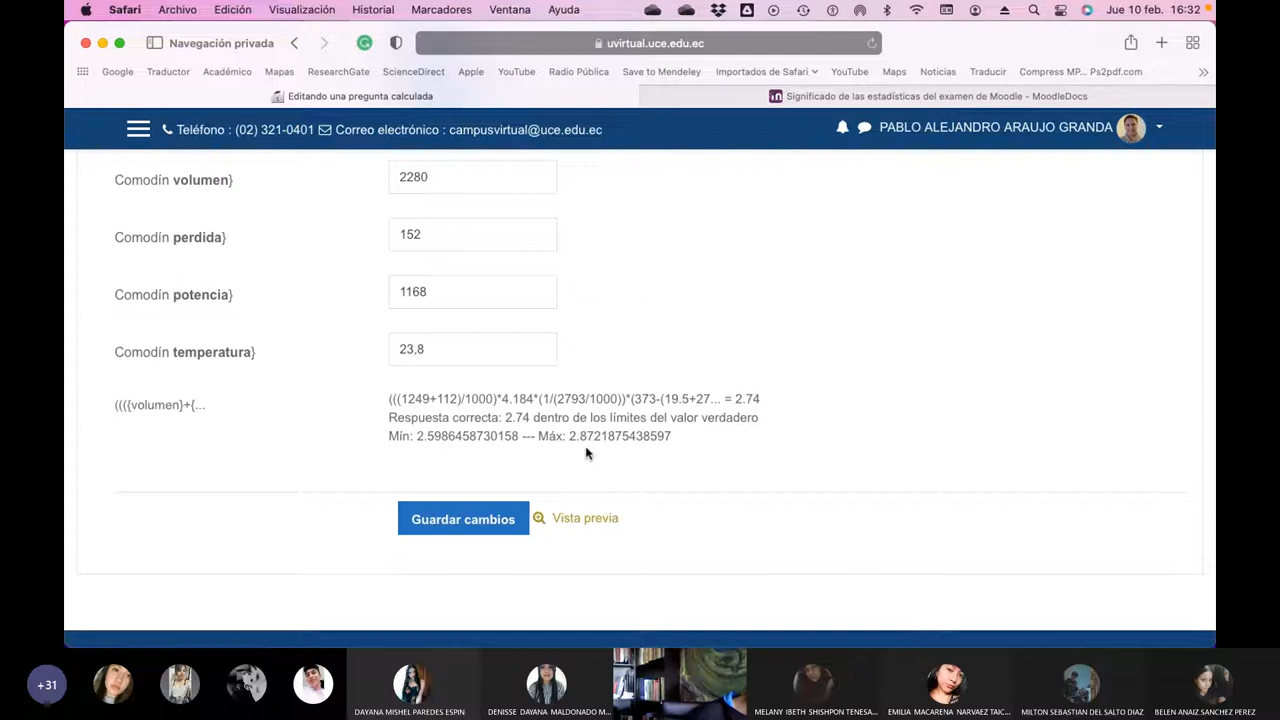 Safari Archivo Edición Visualización Historial Marcadores Ventana Ayuda Jue 10 feb. 16:32
Navegación privada uvirtual.uce.edu.ec
Google Traductor Académico Mapas ResearchGate ScienceDirect Apple YouTube Radio Pública Save to Mendeley Importados de Safari YouTube Maps Noticias Traducir Compress MP... Ps2pdf.com
Editando una pregunta calculada Significado de las estadísticas del examen de Moodle - MoodleDocs
Teléfono : (02) 321-0401 Correo electrónico : campusvirtual@uce.edu.ec PABLO ALEJANDRO ARAUJO GRANDA
Comodín volumen} 2280
Comodín perdida} 152
Comodín potencia} 1168
Comodín temperatura} 23,8
((({volumen}+{... (((1249+112)/1000)*4.184*(1/(2793/1000))*(373-(19.5+27... = 2.74
Respuesta correcta: 2.74 dentro de los límites del valor verdadero
Mín: 2.5986458730158 --- Máx: 2.8721875438597
Guardar cambios Vista previa
+31
DAYANA MISHEL PAREDES ESPIN DENISSE DAYANA MALDONADO M... MELANY IBETH SHISHPON TENESA... EMILIA MACARENA NARVAEZ TAIC... MILTON SEBASTIAN DEL SALTO DIAZ BELEN ANAIZ SANCHEZ PEREZ